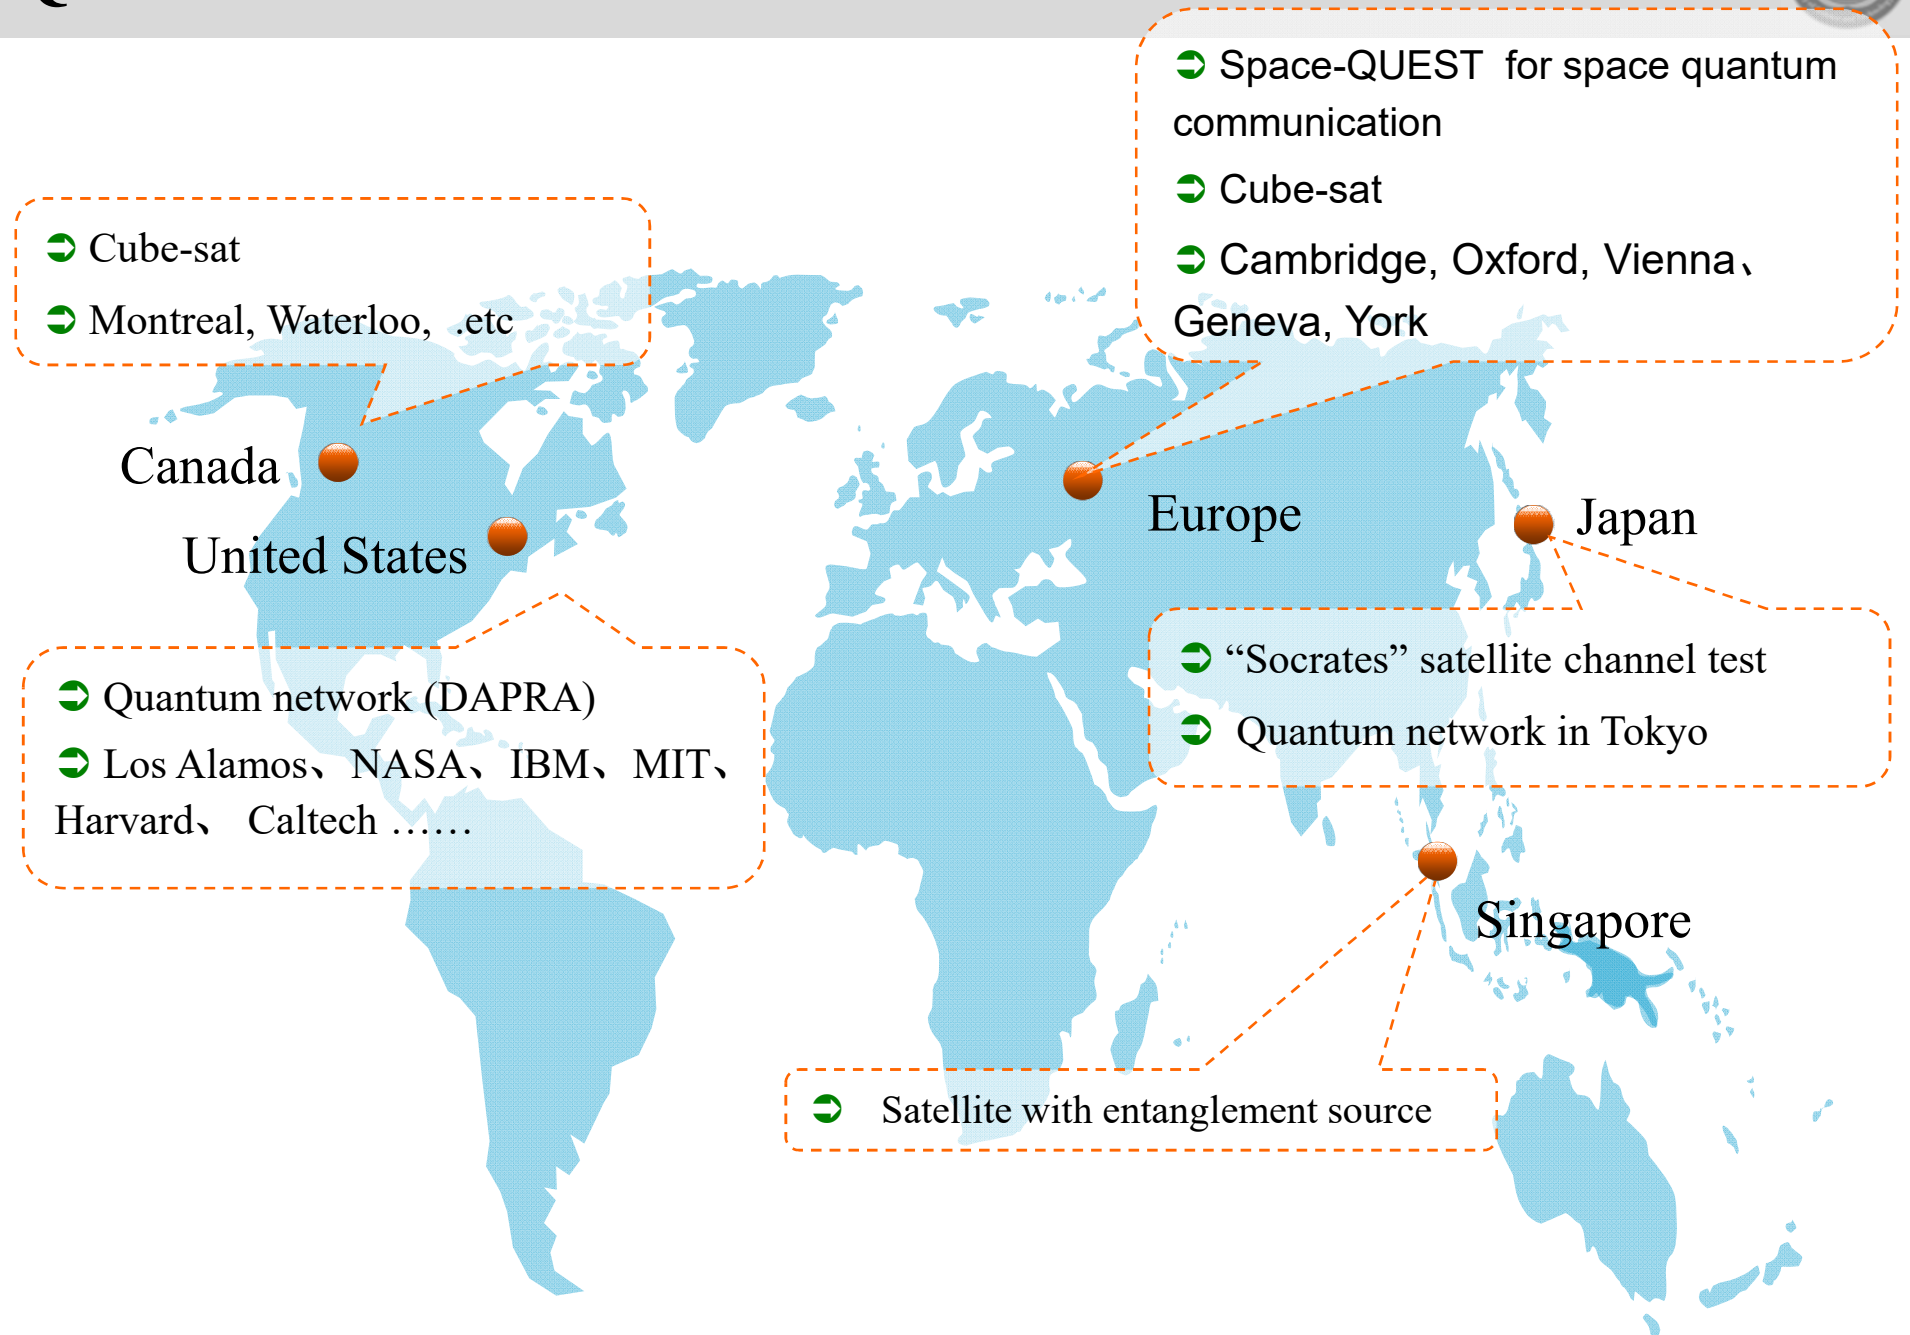 Space-QUEST for space quantum
communication
Cube-sat
Cambridge, Oxford, Vienna、
Geneva, York
Cube-sat
Montreal, Waterloo, .etc
Canada
United States
Europe
Japan
Quantum network (DAPRA)
Los Alamos、NASA、IBM、MIT、
Harvard、 Caltech ……
“Socrates” satellite channel test
Quantum network in Tokyo
Singapore
Satellite with entanglement source